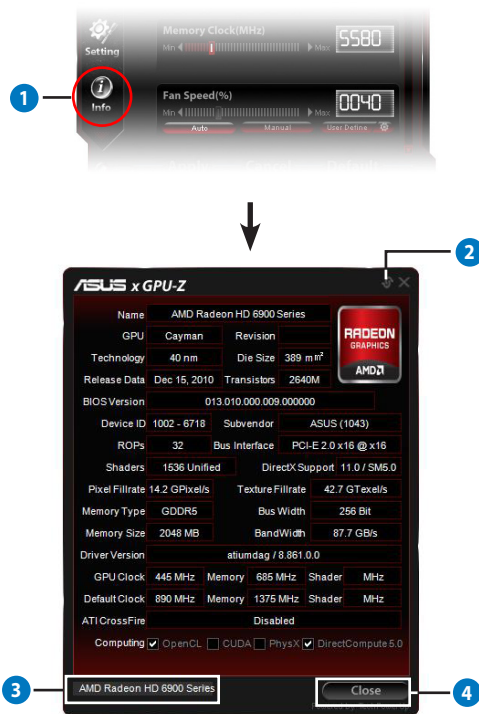 Setting
Memory Clock(MHz)
Min Max 5580
1
Info
Fan Speed(%)
Min Max 0040
Auto Manual User Define
2
ASUS x GPU-Z
Name AMD Radeon HD 6900 Series
GPU Cayman Revision
RADEON GRAPHICS
AMD
Technology 40 nm Die Size 389 m m²
Release Data Dec 15, 2010 Transistors 2640M
BIOS Version 013.010.000.009.000000
Device ID 1002 - 6718 Subvendor ASUS (1043)
ROPs 32 Bus Interface PCI-E 2.0 x16 @ x16
Shaders 1536 Unified DirectX Support 11.0 / SM5.0
Pixel Fillrate 14.2 GPixel/s Texture Fillrate 42.7 GTexel/s
Memory Type GDDR5 Bus Width 256 Bit
Memory Size 2048 MB BandWidth 87.7 GB/s
Driver Version atiumdag / 8.861.0.0
GPU Clock 445 MHz Memory 685 MHz Shader MHz
Default Clock 890 MHz Memory 1375 MHz Shader MHz
ATI CrossFire Disabled
Computing OpenCL CUDA PhysX DirectCompute 5.0
3
AMD Radeon HD 6900 Series
Close
4